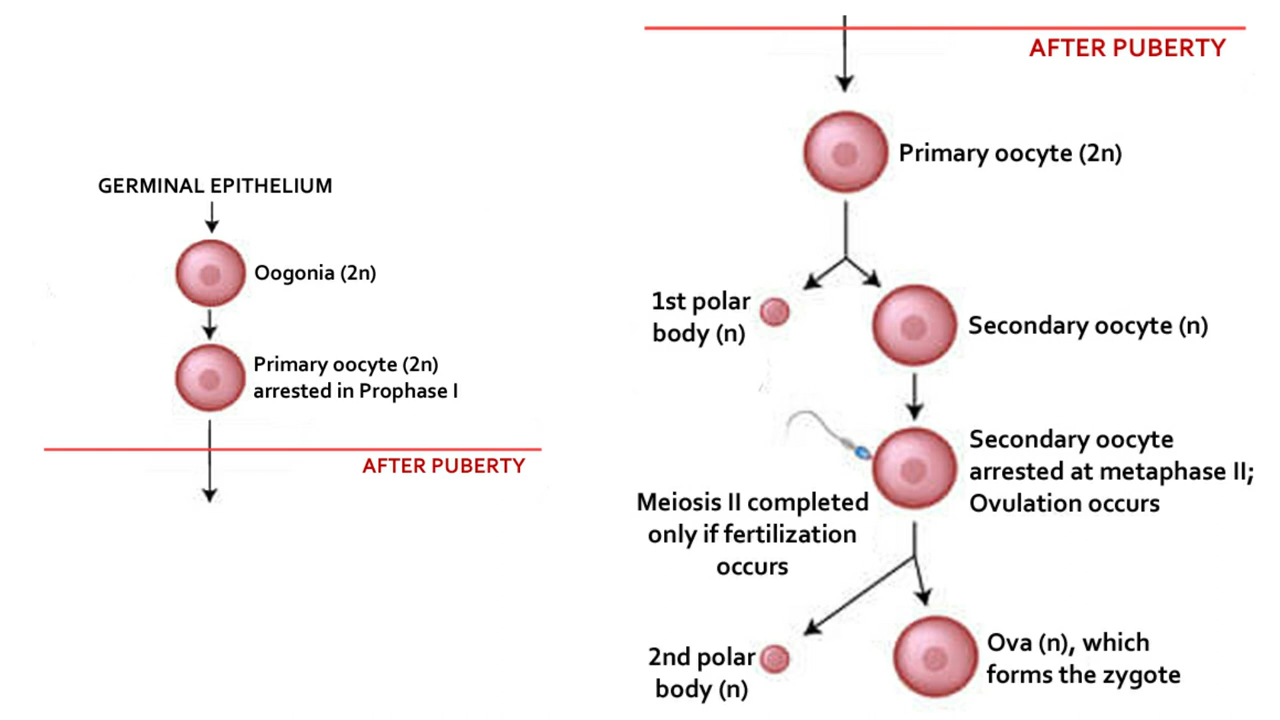 GERMINAL EPITHELIUM
Oogonia (2n)
Primary oocyte (2n)
arrested in Prophase I
AFTER PUBERTY
AFTER PUBERTY
Primary oocyte (2n)
1st polar
body (n)
Secondary oocyte (n)
Secondary oocyte
arrested at metaphase II;
Ovulation occurs
Meiosis II completed
only if fertilization
occurs
2nd polar
body (n)
Ova (n), which
forms the zygote